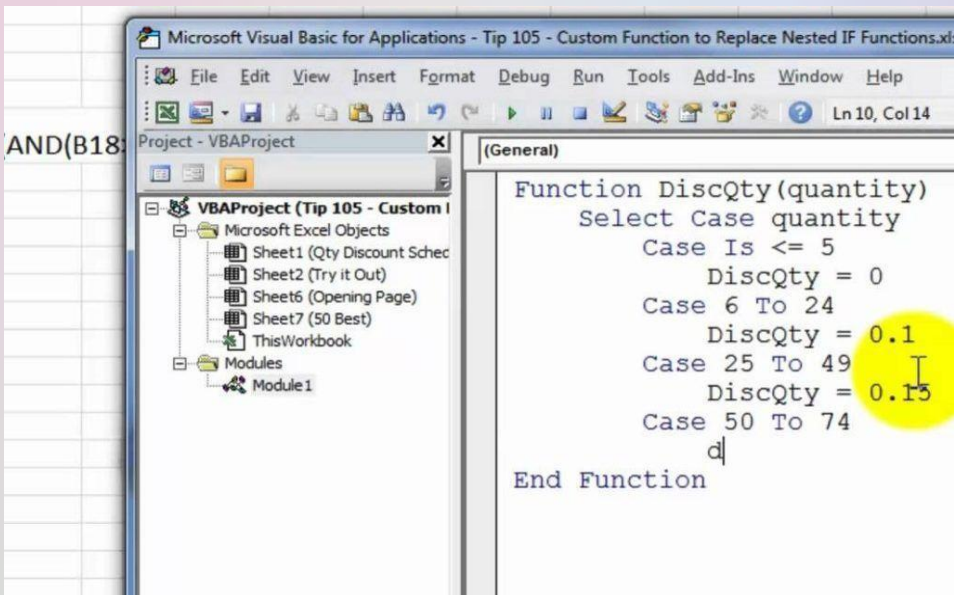 Microsoft Visual Basic for Applications - Tip 105 - Custom Function to Replace Nested IF Functions.xl
File Edit View Insert Format Debug Run Tools Add-Ins Window Help
Ln 10, Col 14
AND(B18
Project - VBAProject
(General)
VBAProject (Tip 105 - Custom
Microsoft Excel Objects
Sheet1 (Qty Discount Sched
Sheet2 (Try it Out)
Sheet6 (Opening Page)
Sheet7 (50 Best)
ThisWorkbook
Modules
Module1
Function DiscQty(quantity)
Select Case quantity
Case Is <= 5
DiscQty = 0
Case 6 To 24
DiscQty = 0.1
Case 25 To 49
DiscQty = 0.15
Case 50 To 74
d
End Function